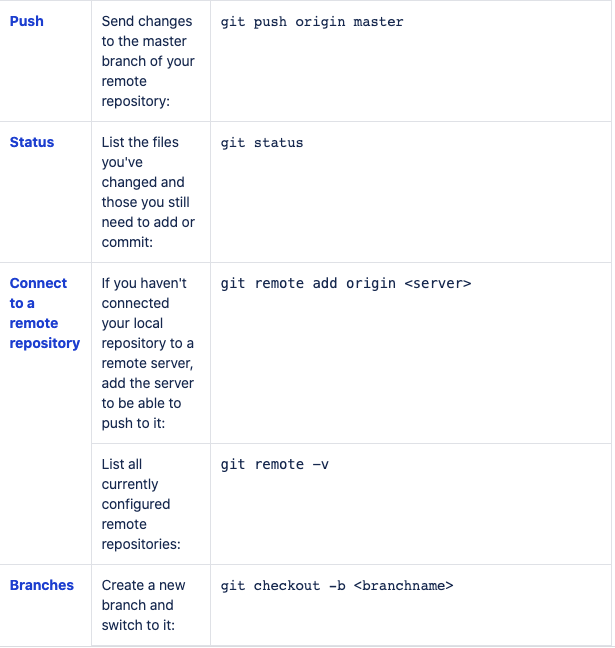 Push
Send changes
to the master
branch of your
remote
repository:
git push origin master
Status
List the files
you've
changed and
those you still
need to add or
commit:
git status
Connect
to a
remote
repository
If you haven't
connected
your local
repository to a
remote server,
add the server
to be able to
push to it:
git remote add origin <server>
List all
currently
configured
remote
repositories:
git remote -v
Branches
Create a new
branch and
switch to it:
git checkout -b <branchname>